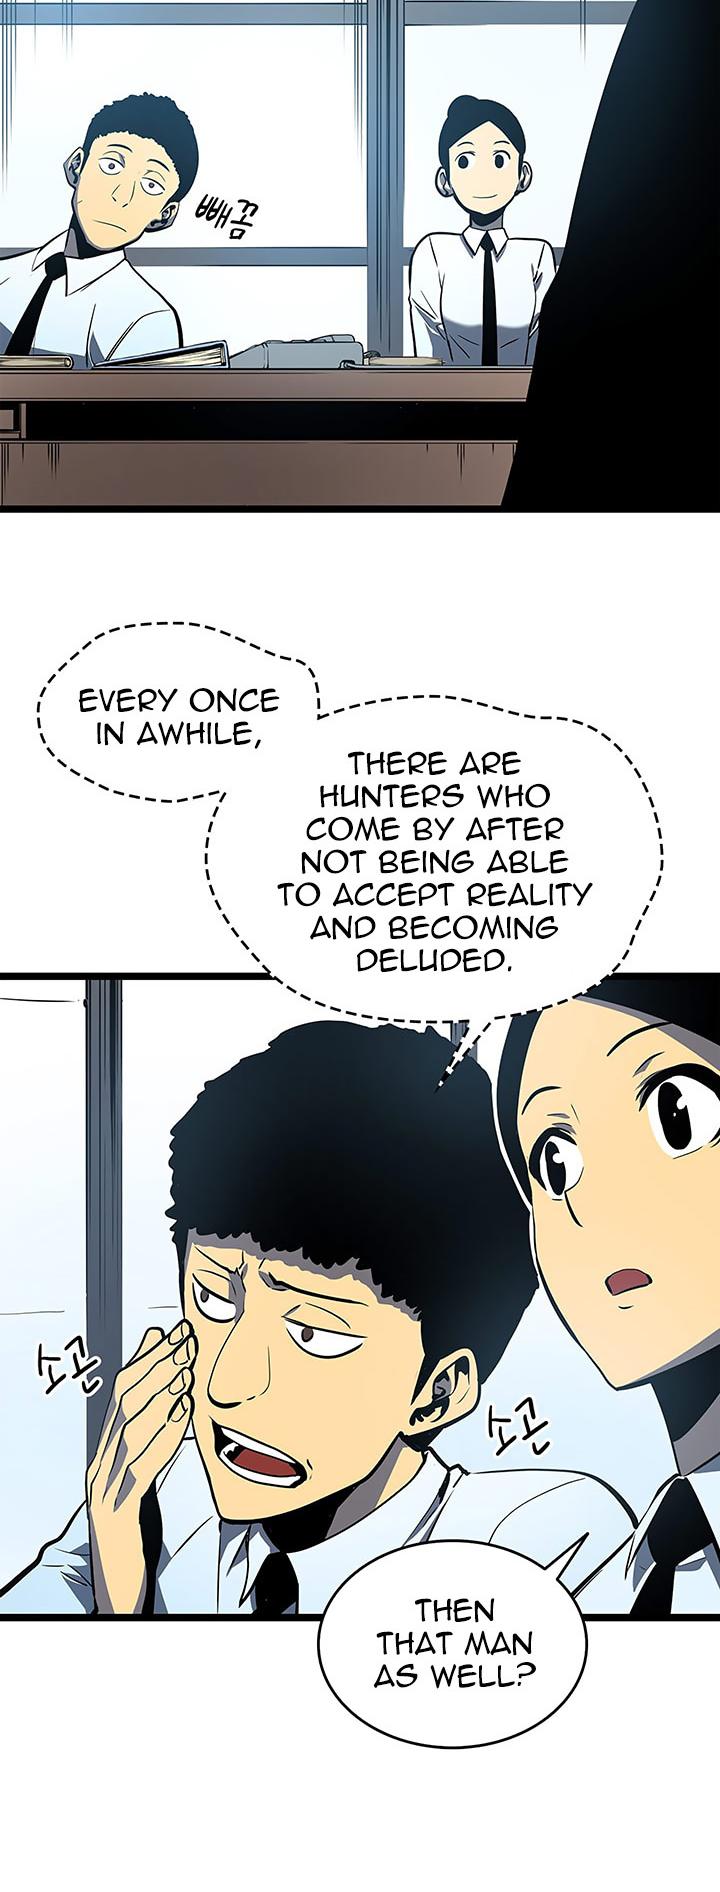 빼꼼
EVERY ONCE
IN AWHILE,
THERE ARE
HUNTERS WHO
COME BY AFTER
NOT BEING ABLE
TO ACCEPT REALITY
AND BECOMING
DELUDED.
소곤
소곤
THEN
THAT MAN
AS WELL?